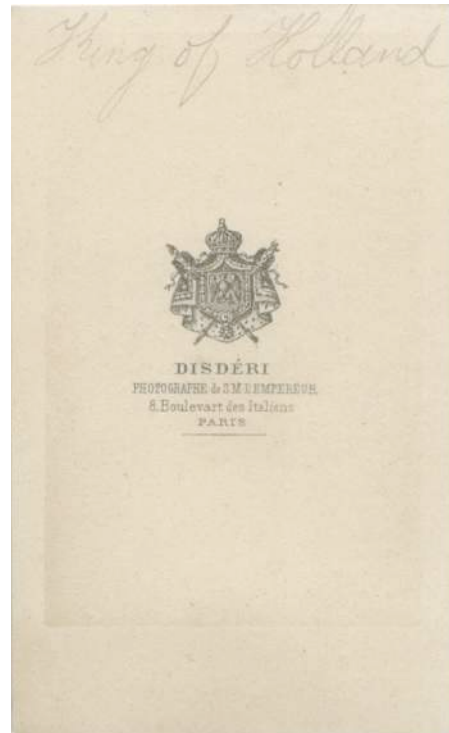 King of Holland
DISDÉRI
PHOTOGRAPHE de S.M. L'EMPEREUR.
8. Boulevart des Italiens
PARIS